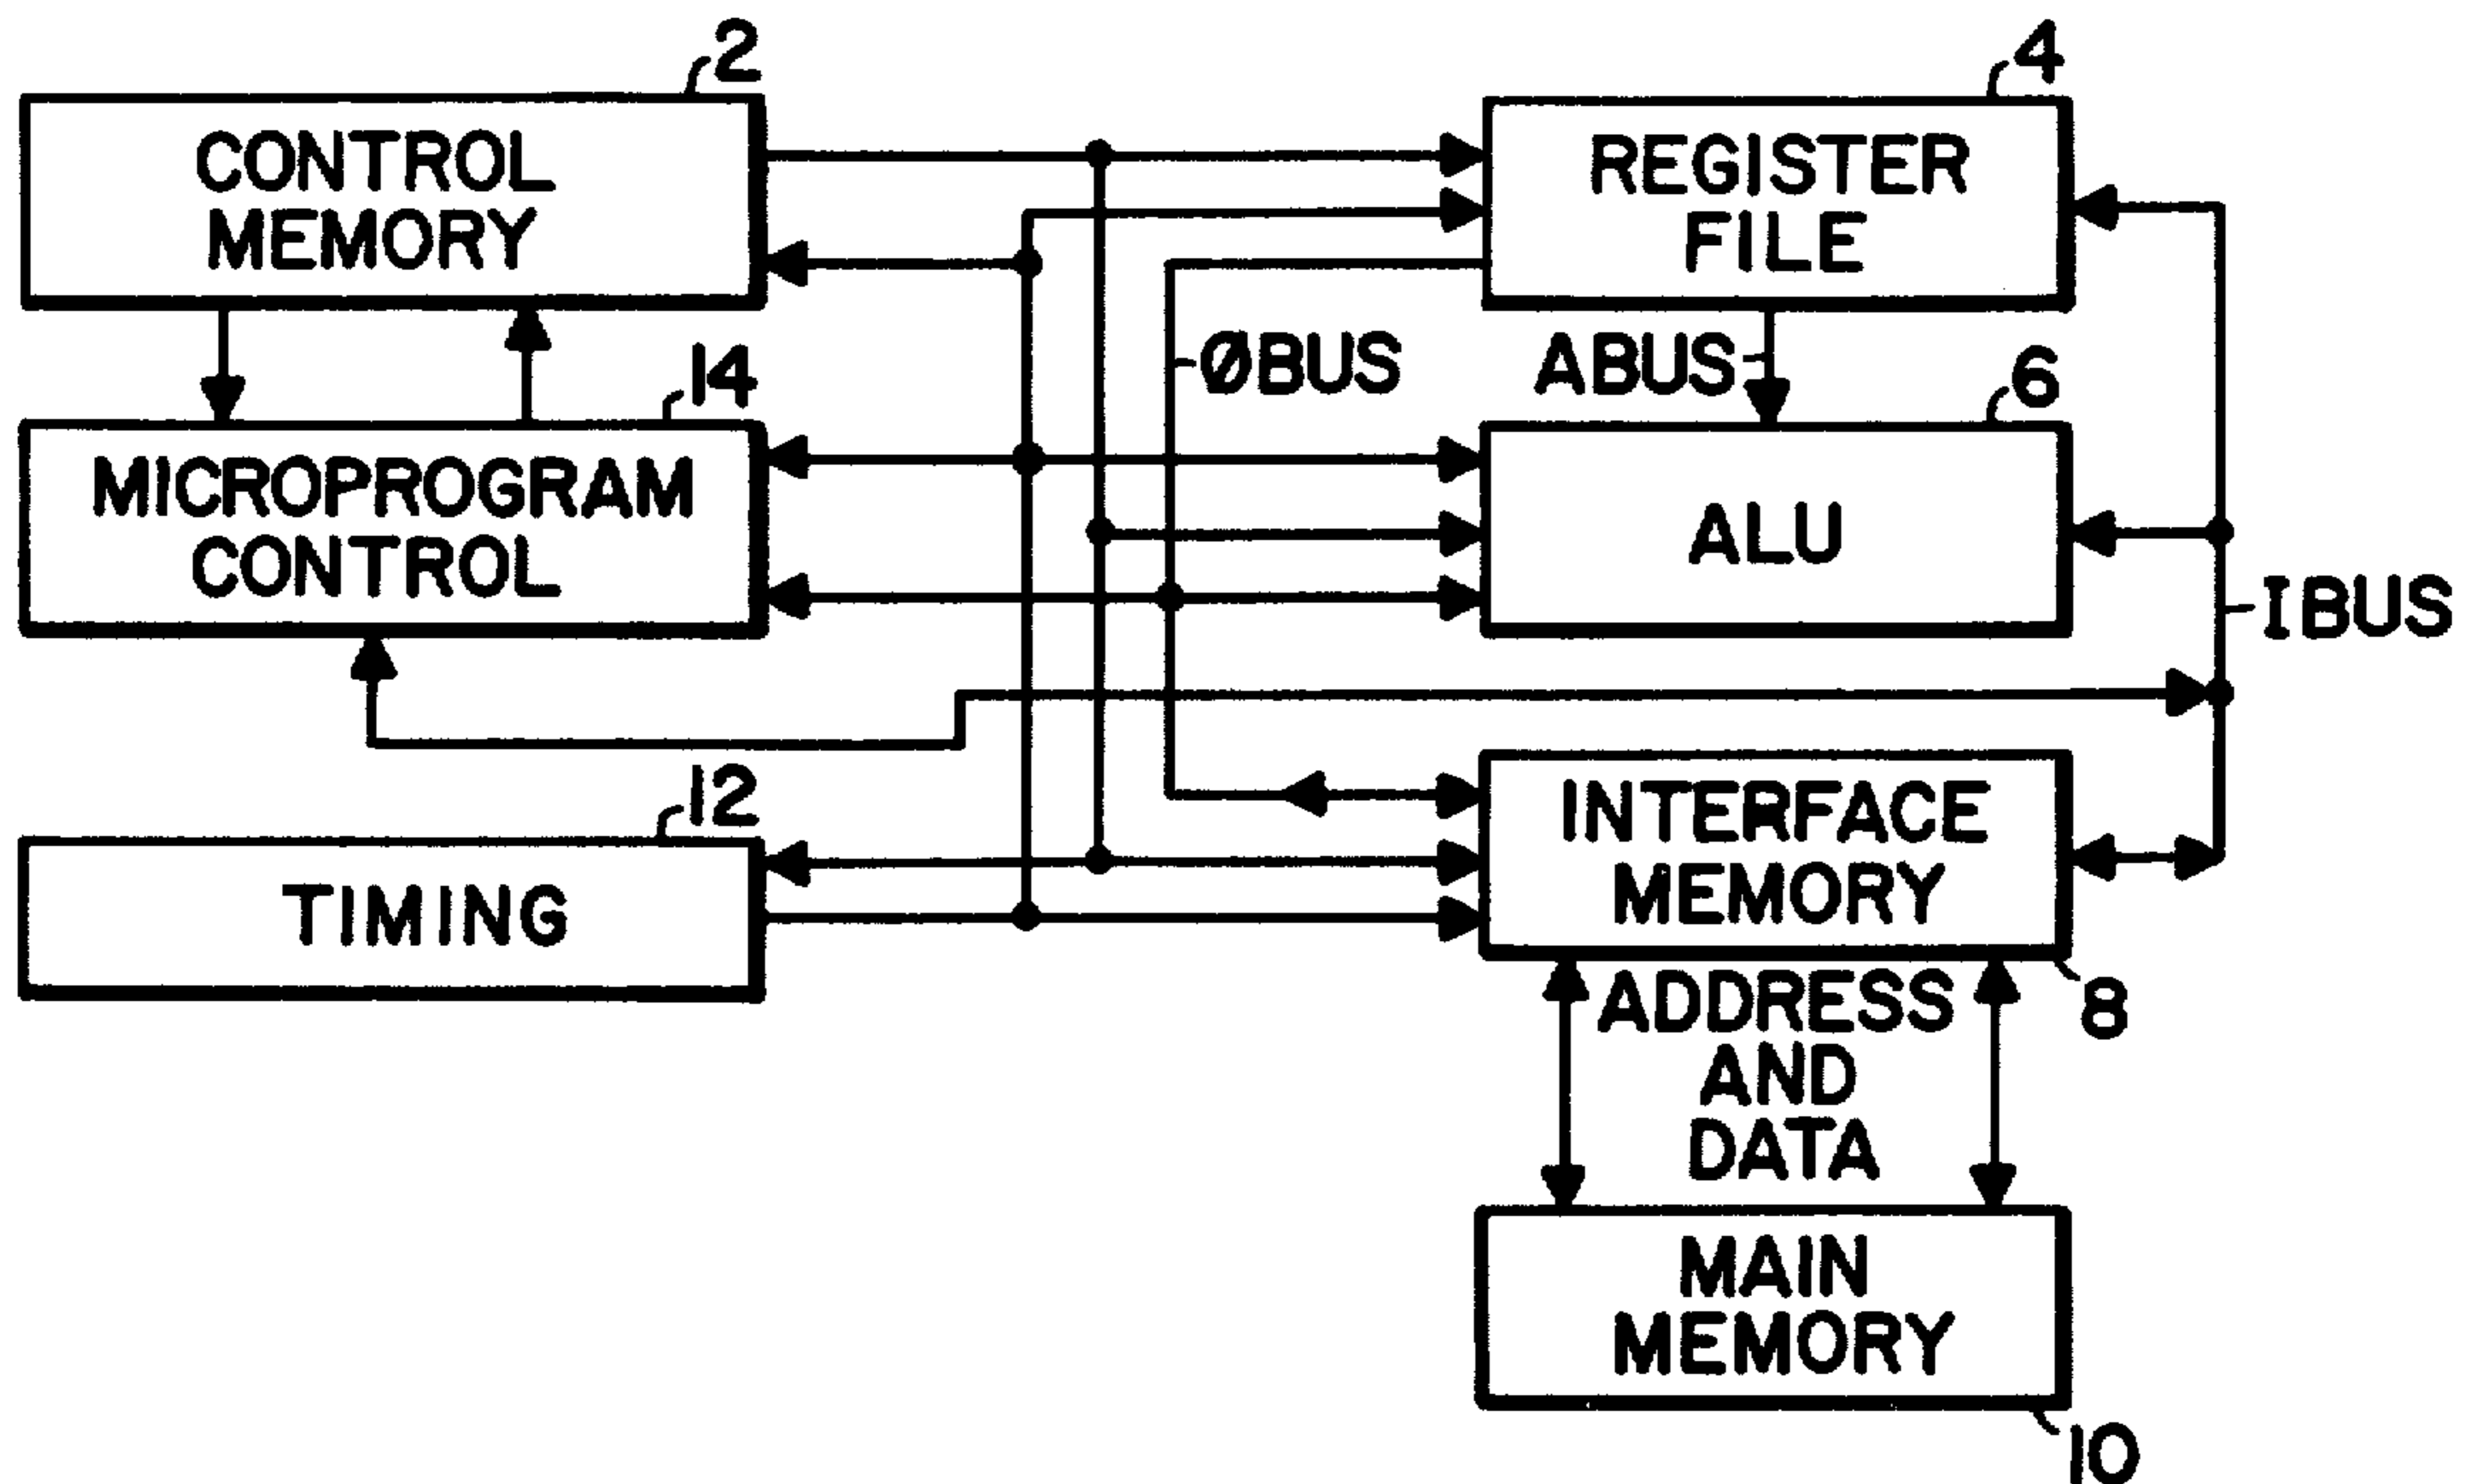 2
CONTROL
MEMORY
4
REGISTER
FILE
ØBUS
ABUS
14
MICROPROGRAM
CONTROL
6
ALU
IBUS
12
TIMING
INTERFACE
MEMORY
8
ADDRESS
AND
DATA
MAIN
MEMORY
10